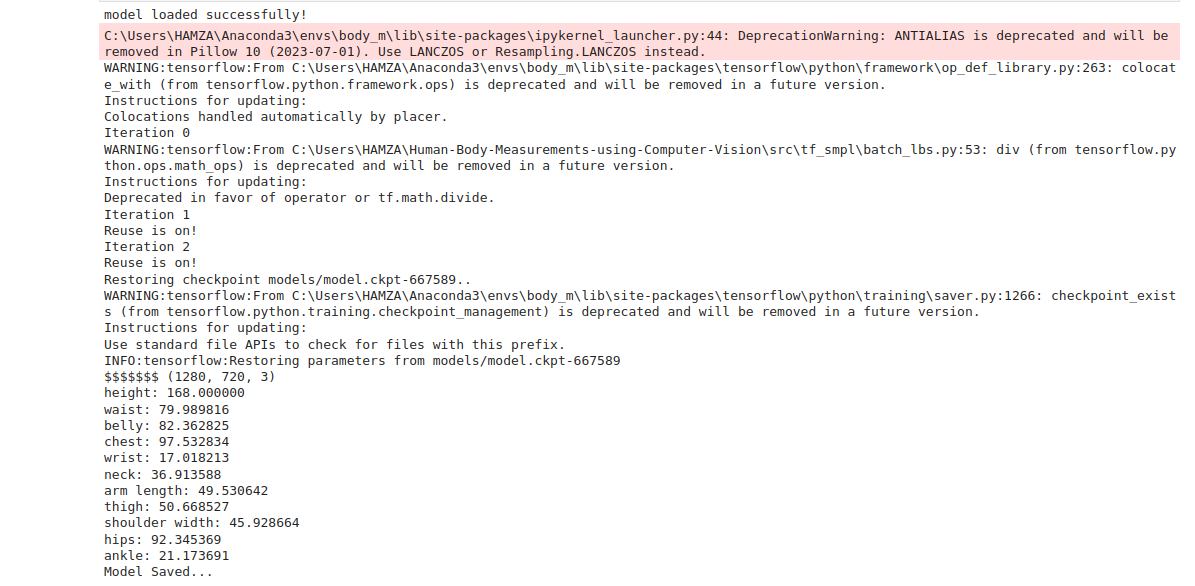 model loaded successfully!
C:\Users\HAMZA\Anaconda3\envs\body_m\lib\site-packages\ipykernel_launcher.py:44: DeprecationWarning: ANTIALIAS is deprecated and will be
removed in Pillow 10 (2023-07-01). Use LANCZOS or Resampling.LANCZOS instead.
WARNING:tensorflow:From C:\Users\HAMZA\Anaconda3\envs\body_m\lib\site-packages\tensorflow\python\framework\op_def_library.py:263: colocat
e_with (from tensorflow.python.framework.ops) is deprecated and will be removed in a future version.
Instructions for updating:
Colocations handled automatically by placer.
Iteration 0
WARNING:tensorflow:From C:\Users\HAMZA\Human-Body-Measurements-using-Computer-Vision\src\tf_smpl\batch_lbs.py:53: div (from tensorflow.py
thon.ops.math_ops) is deprecated and will be removed in a future version.
Instructions for updating:
Deprecated in favor of operator or tf.math.divide.
Iteration 1
Reuse is on!
Iteration 2
Reuse is on!
Restoring checkpoint models/model.ckpt-667589..
WARNING:tensorflow:From C:\Users\HAMZA\Anaconda3\envs\body_m\lib\site-packages\tensorflow\python\training\saver.py:1266: checkpoint_exist
s (from tensorflow.python.training.checkpoint_management) is deprecated and will be removed in a future version.
Instructions for updating:
Use standard file APIs to check for files with this prefix.
INFO:tensorflow:Restoring parameters from models/model.ckpt-667589
$$$$$$$ (1280, 720, 3)
height: 168.000000
waist: 79.989816
belly: 82.362825
chest: 97.532834
wrist: 17.018213
neck: 36.913588
arm length: 49.530642
thigh: 50.668527
shoulder width: 45.928664
hips: 92.345369
ankle: 21.173691
Model Saved...